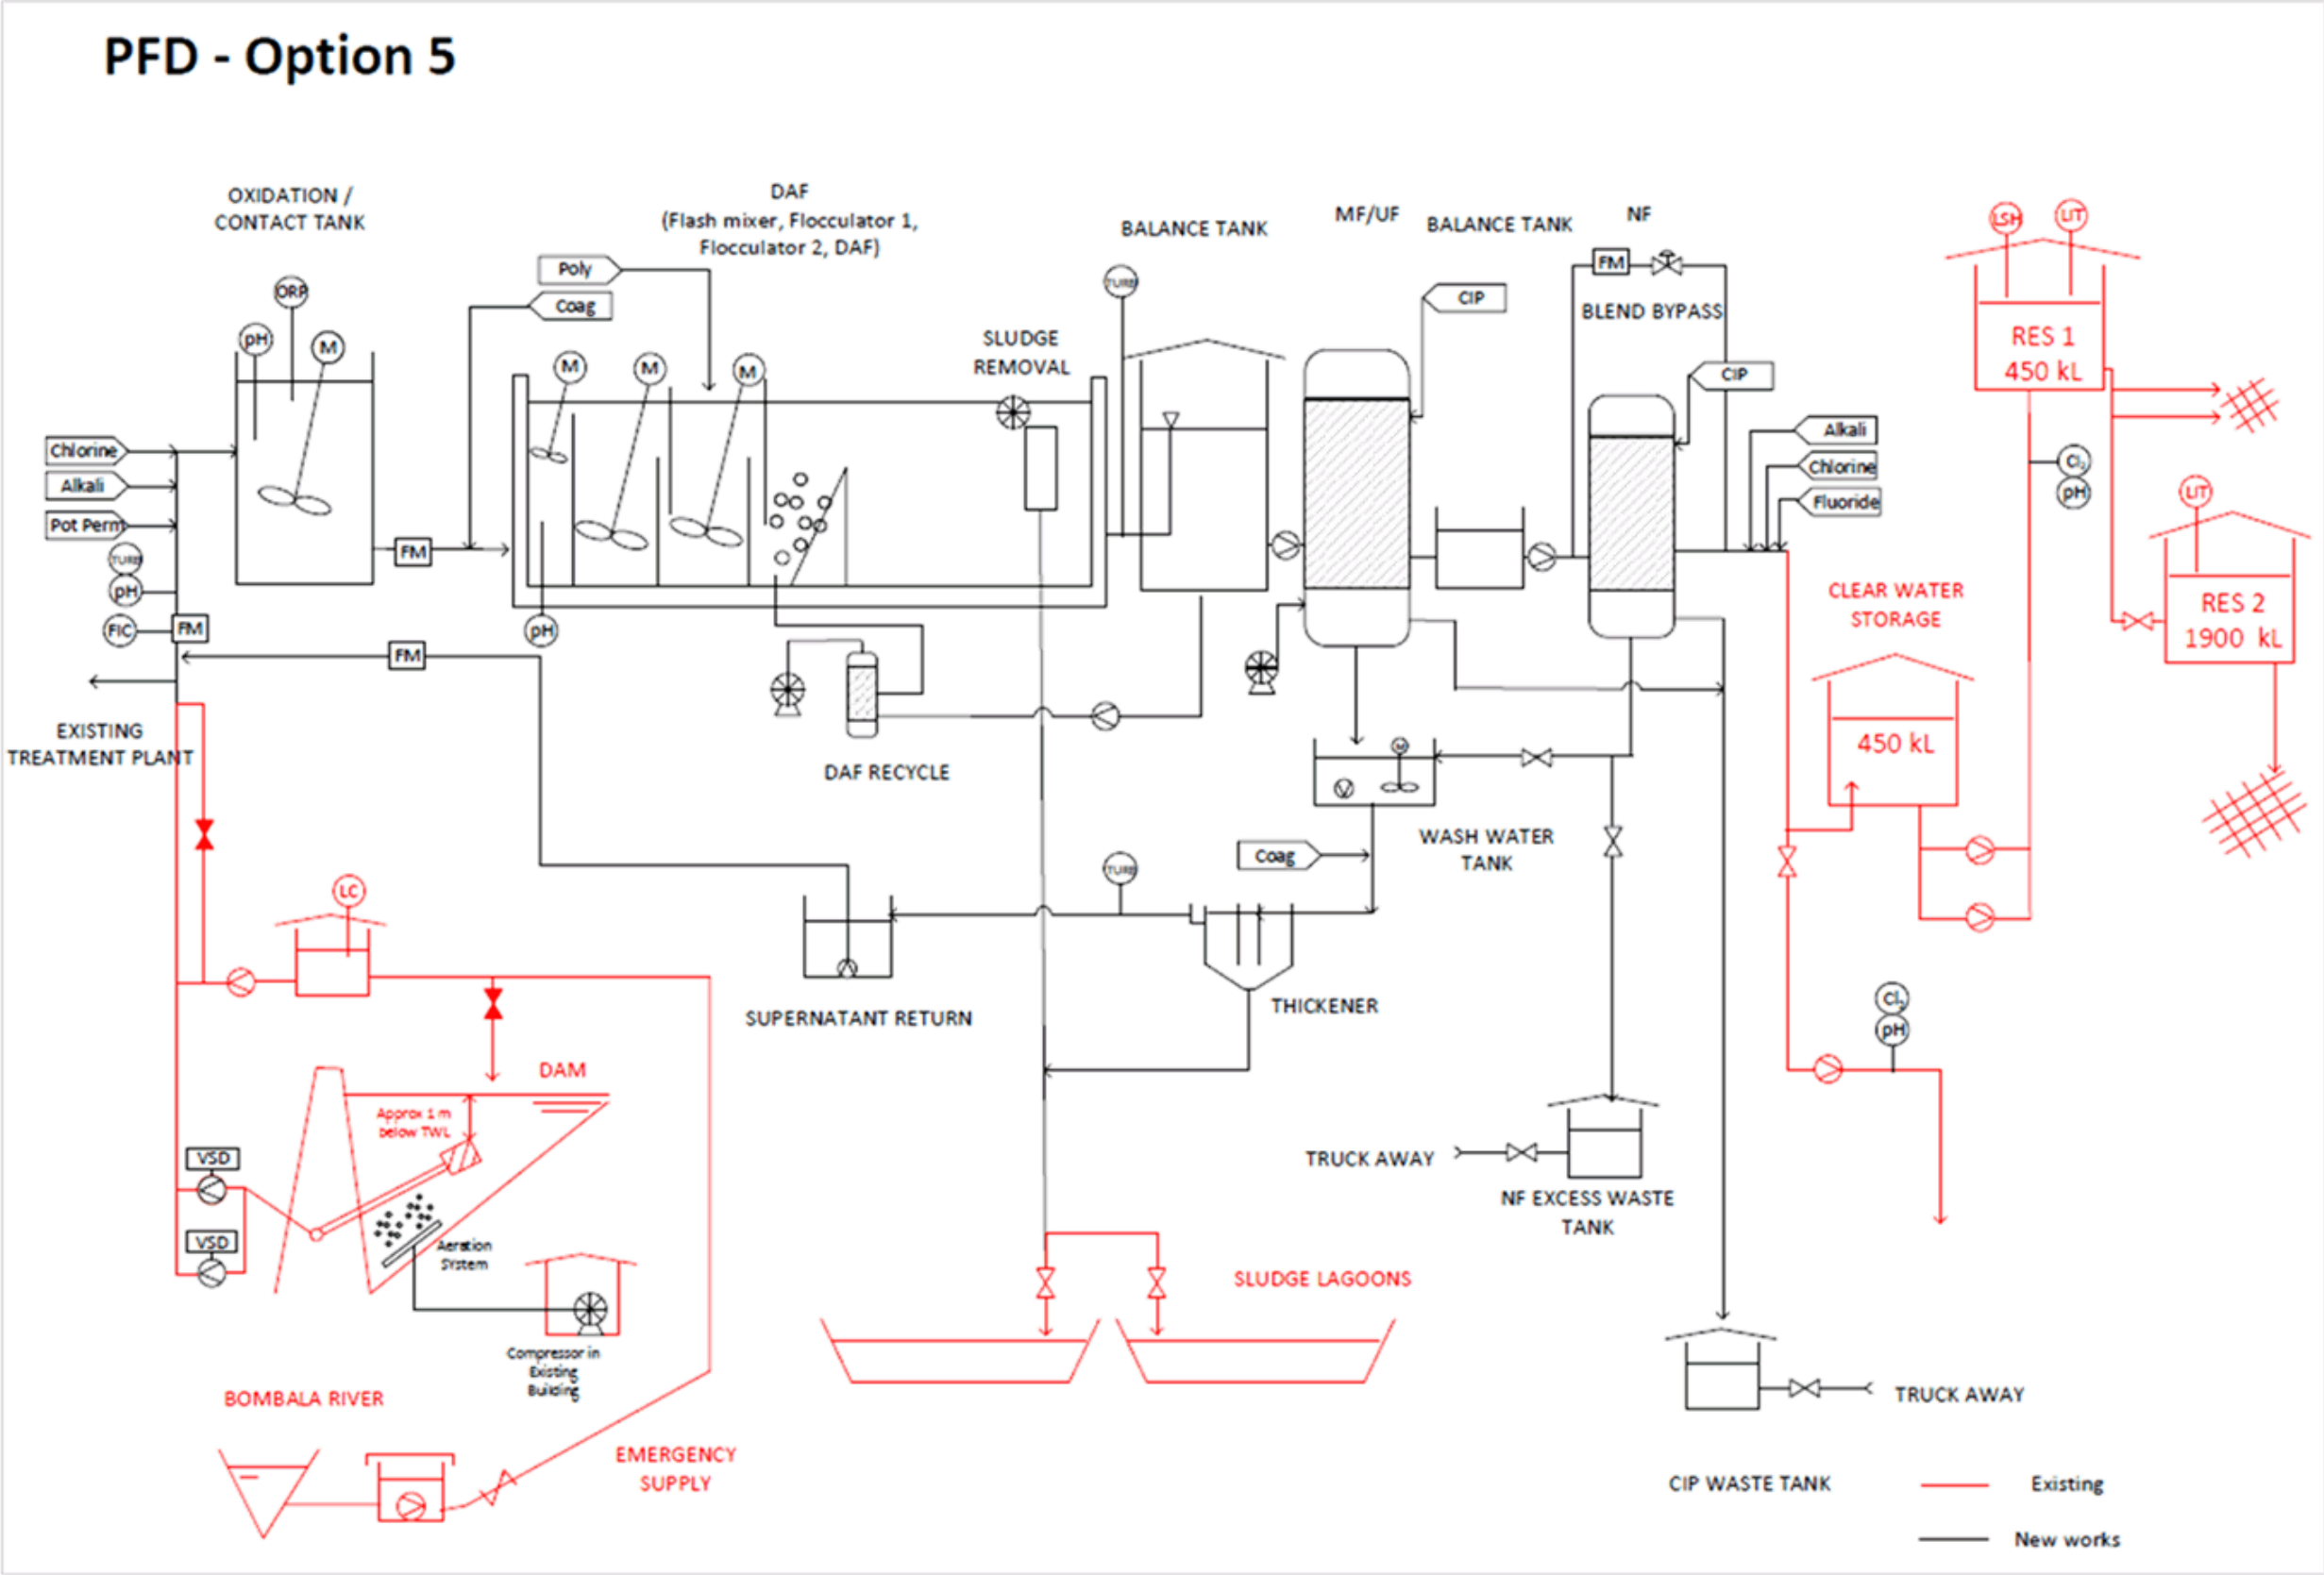 PFD - Option 5
OXIDATION /
CONTACT TANK
DAF
(Flash mixer, Flocculator 1,
Flocculator 2, DAF)
BALANCE TANK
MF/UF
BALANCE TANK
NF
BLEND BYPASS
SLUDGE
REMOVAL
Poly
Coag
CIP
CIP
FM
ORP
pH
M
M
M
M
TURB
Chlorine
Alkali
Pot Perm
TURB
pH
FIC
FM
FM
FM
pH
Alkali
Chlorine
Fluoride
LSH
LIT
RES 1
450 kL
Cl₂
pH
LIT
RES 2
1900 kL
CLEAR WATER
STORAGE
450 kL
EXISTING
TREATMENT PLANT
DAF RECYCLE
M
V
WASH WATER
TANK
Coag
TURB
LC
SUPERNATANT RETURN
THICKENER
DAM
Approx 1 m
below TWL
VSD
VSD
Aeration
System
Compressor in
Existing
Building
BOMBALA RIVER
EMERGENCY
SUPPLY
SLUDGE LAGOONS
TRUCK AWAY
NF EXCESS WASTE
TANK
Cl₂
pH
TRUCK AWAY
CIP WASTE TANK
Existing
New works